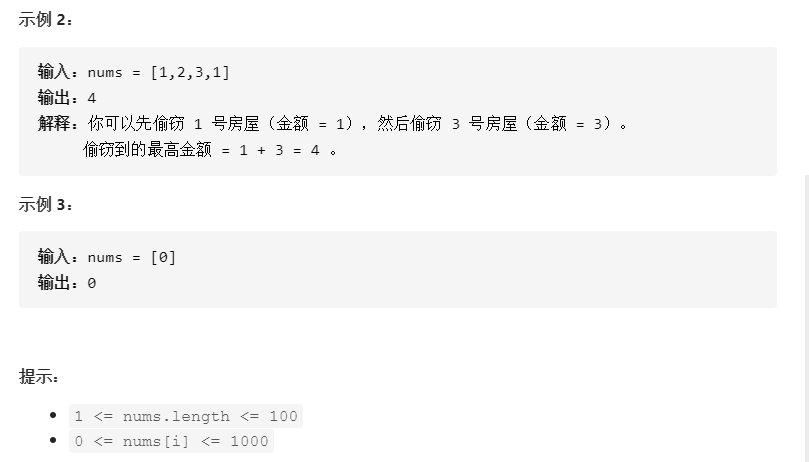 示例 2：
输入：nums = [1,2,3,1]
输出：4
解释：你可以先偷窃 1 号房屋（金额 = 1），然后偷窃 3 号房屋（金额 = 3）。
偷窃到的最高金额 = 1 + 3 = 4 。
示例 3：
输入：nums = [0]
输出：0
提示：
• 1 <= nums.length <= 100
• 0 <= nums[i] <= 1000